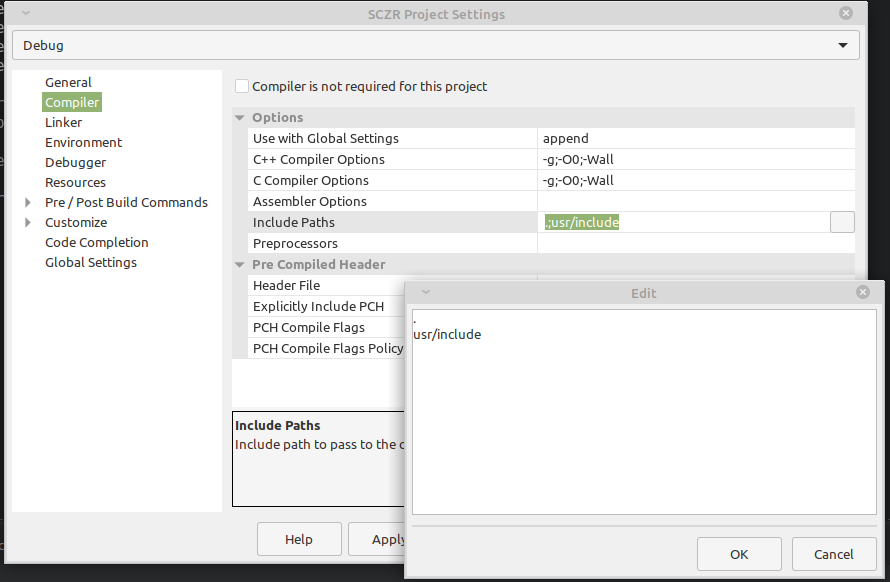 SCZR Project Settings
Debug
General
Compiler
Linker
Environment
Debugger
Resources
Pre / Post Build Commands
Customize
Code Completion
Global Settings
Compiler is not required for this project
Options
Use with Global Settings append
C++ Compiler Options -g;-O0;-Wall
C Compiler Options -g;-O0;-Wall
Assembler Options
Include Paths .;usr/include
Preprocessors
Pre Compiled Header
Header File
Explicitly Include PCH
PCH Compile Flags
PCH Compile Flags Policy
Include Paths
Include path to pass to the
Help
Apply
Edit
.
usr/include
OK
Cancel